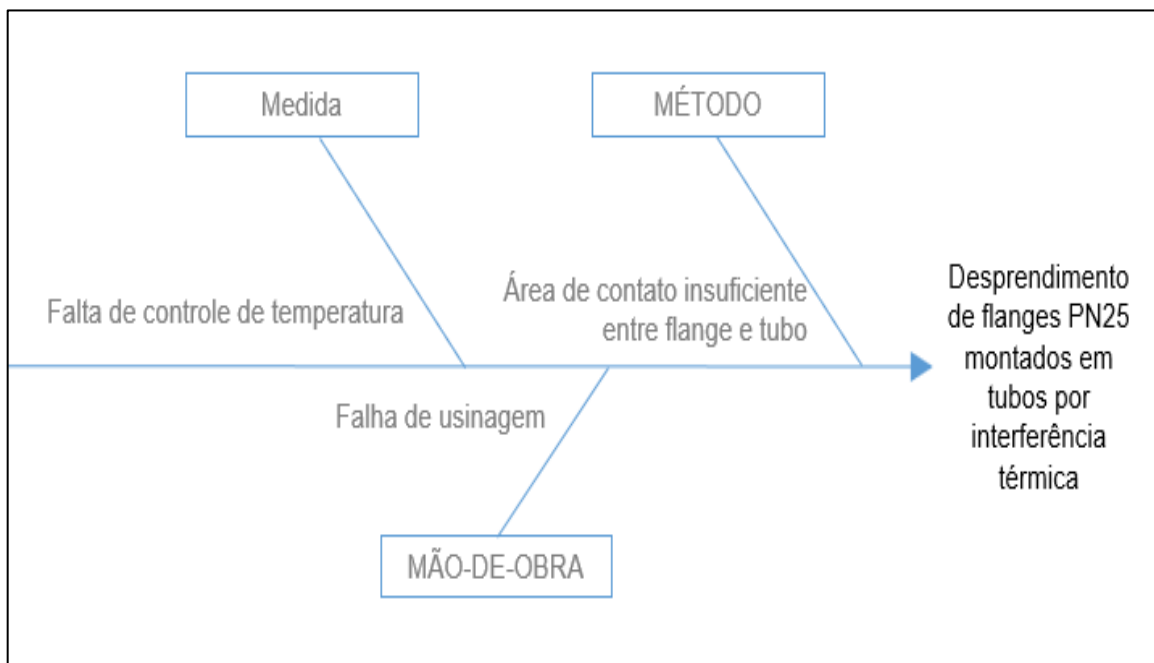 Medida
MÉTODO
Falta de controle de temperatura
Área de contato insuficiente
entre flange e tubo
Falha de usinagem
MÃO-DE-OBRA
Desprendimento
de flanges PN25
montados em
tubos por
interferência
térmica